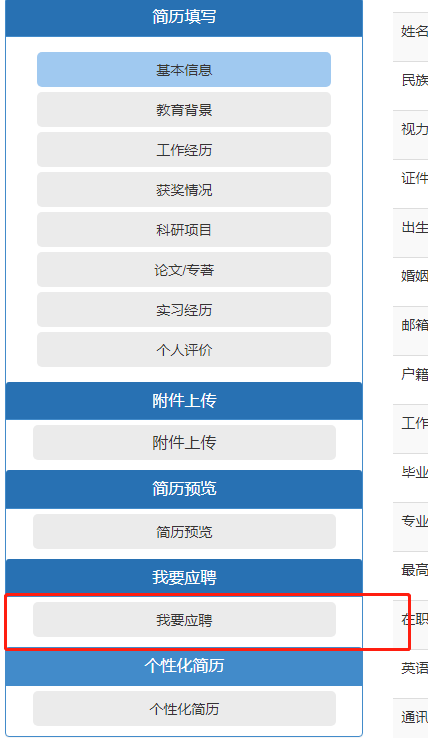 简历填写
基本信息
教育背景
工作经历
获奖情况
科研项目
论文/专著
实习经历
个人评价
附件上传
附件上传
简历预览
简历预览
我要应聘
我要应聘
个性化简历
个性化简历
姓名
民族
视力
证件
出生
婚姻
邮箱
户籍
工作
毕业
专业
最高
在职
英语
通讯